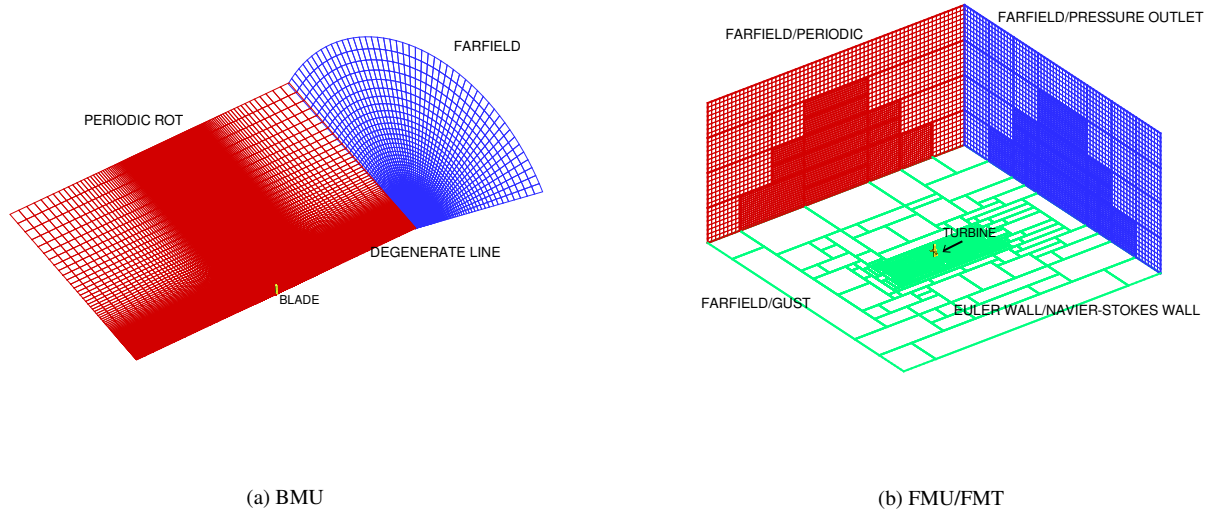 FARFIELD
PERIODIC ROT
DEGENERATE LINE
BLADE
(a) BMU
FARFIELD/PRESSURE OUTLET
FARFIELD/PERIODIC
TURBINE
FARFIELD/GUST
EULER WALL/NAVIER-STOKES WALL
(b) FMU/FMT